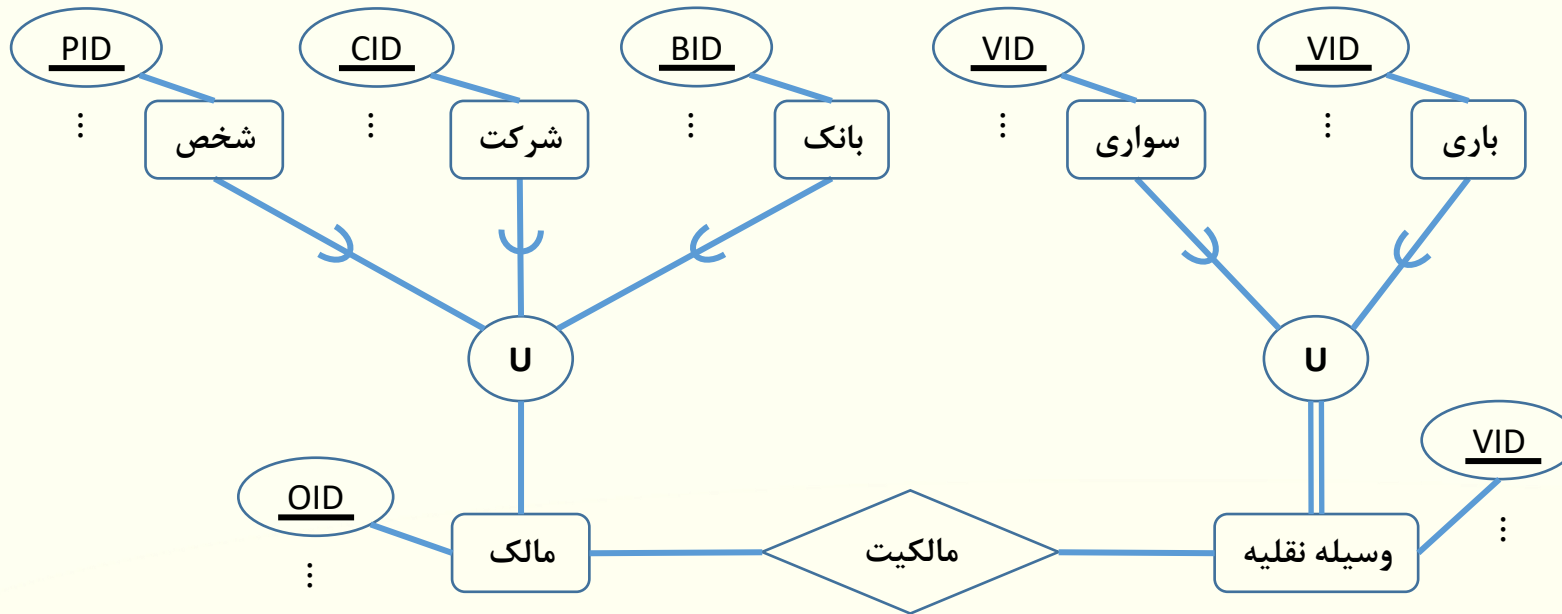 PID CID BID VID VID
شخص شرکت بانک سواری باری
⋮ ⋮ ⋮ ⋮ ⋮
U U
VID
OID
مالک مالکیت وسیله نقلیه
⋮ ⋮